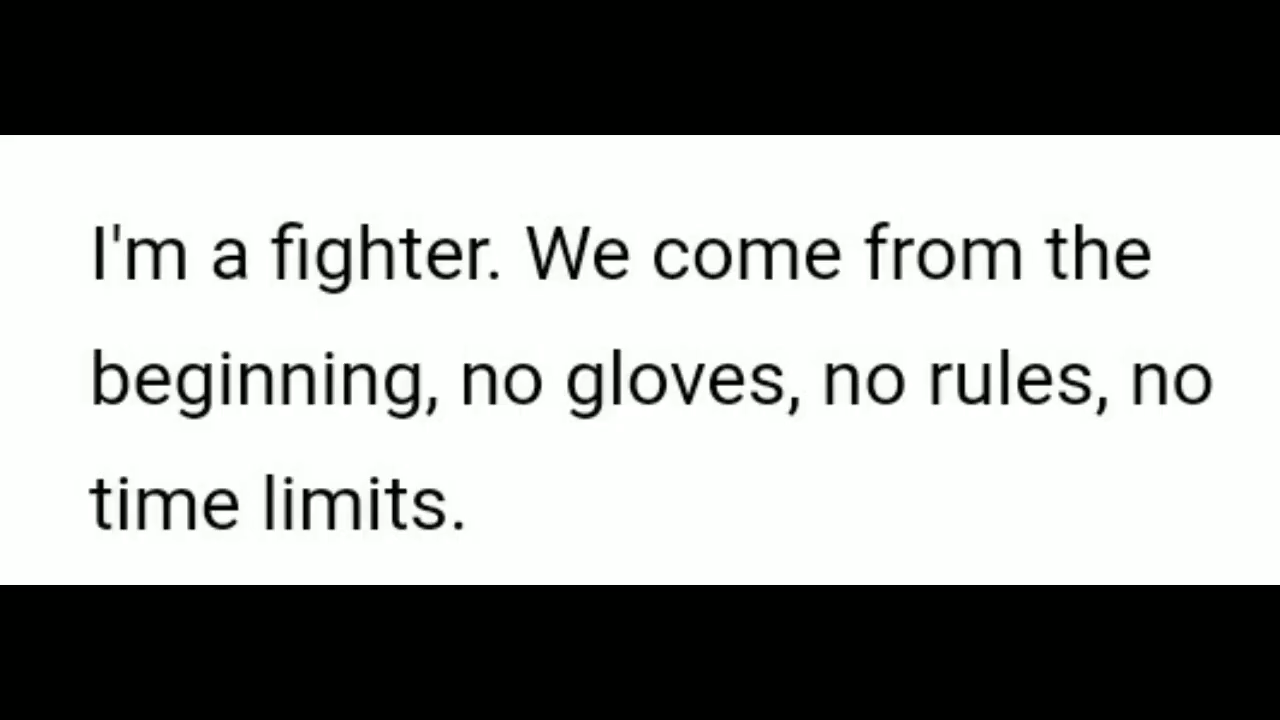 I'm a fighter. We come from the
beginning, no gloves, no rules, no
time limits.